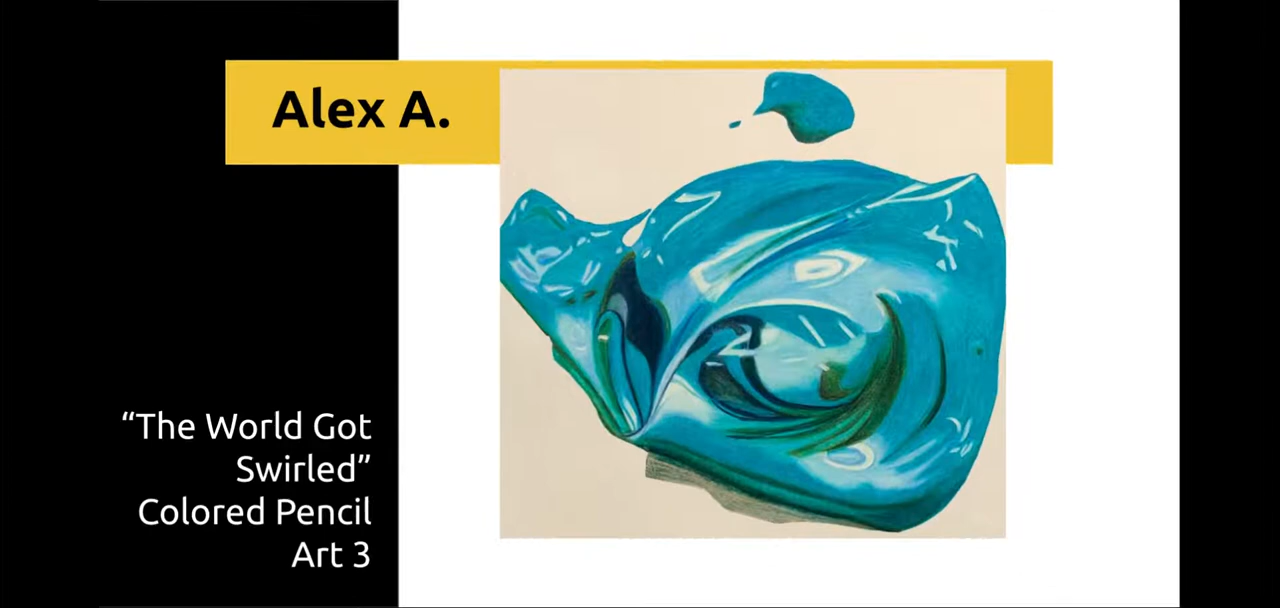 Alex A.
“The World Got
Swirled”
Colored Pencil
Art 3